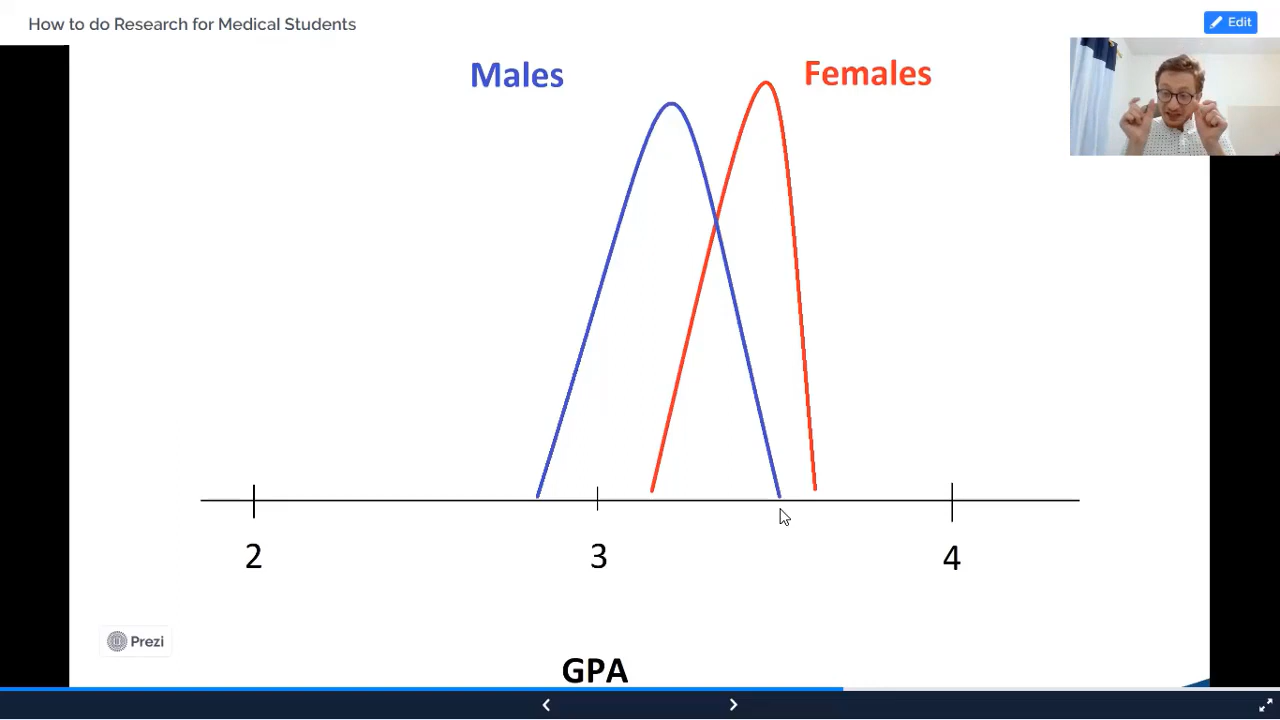 How to do Research for Medical Students
Edit
Males
Females
2
3
4
Prezi
GPA